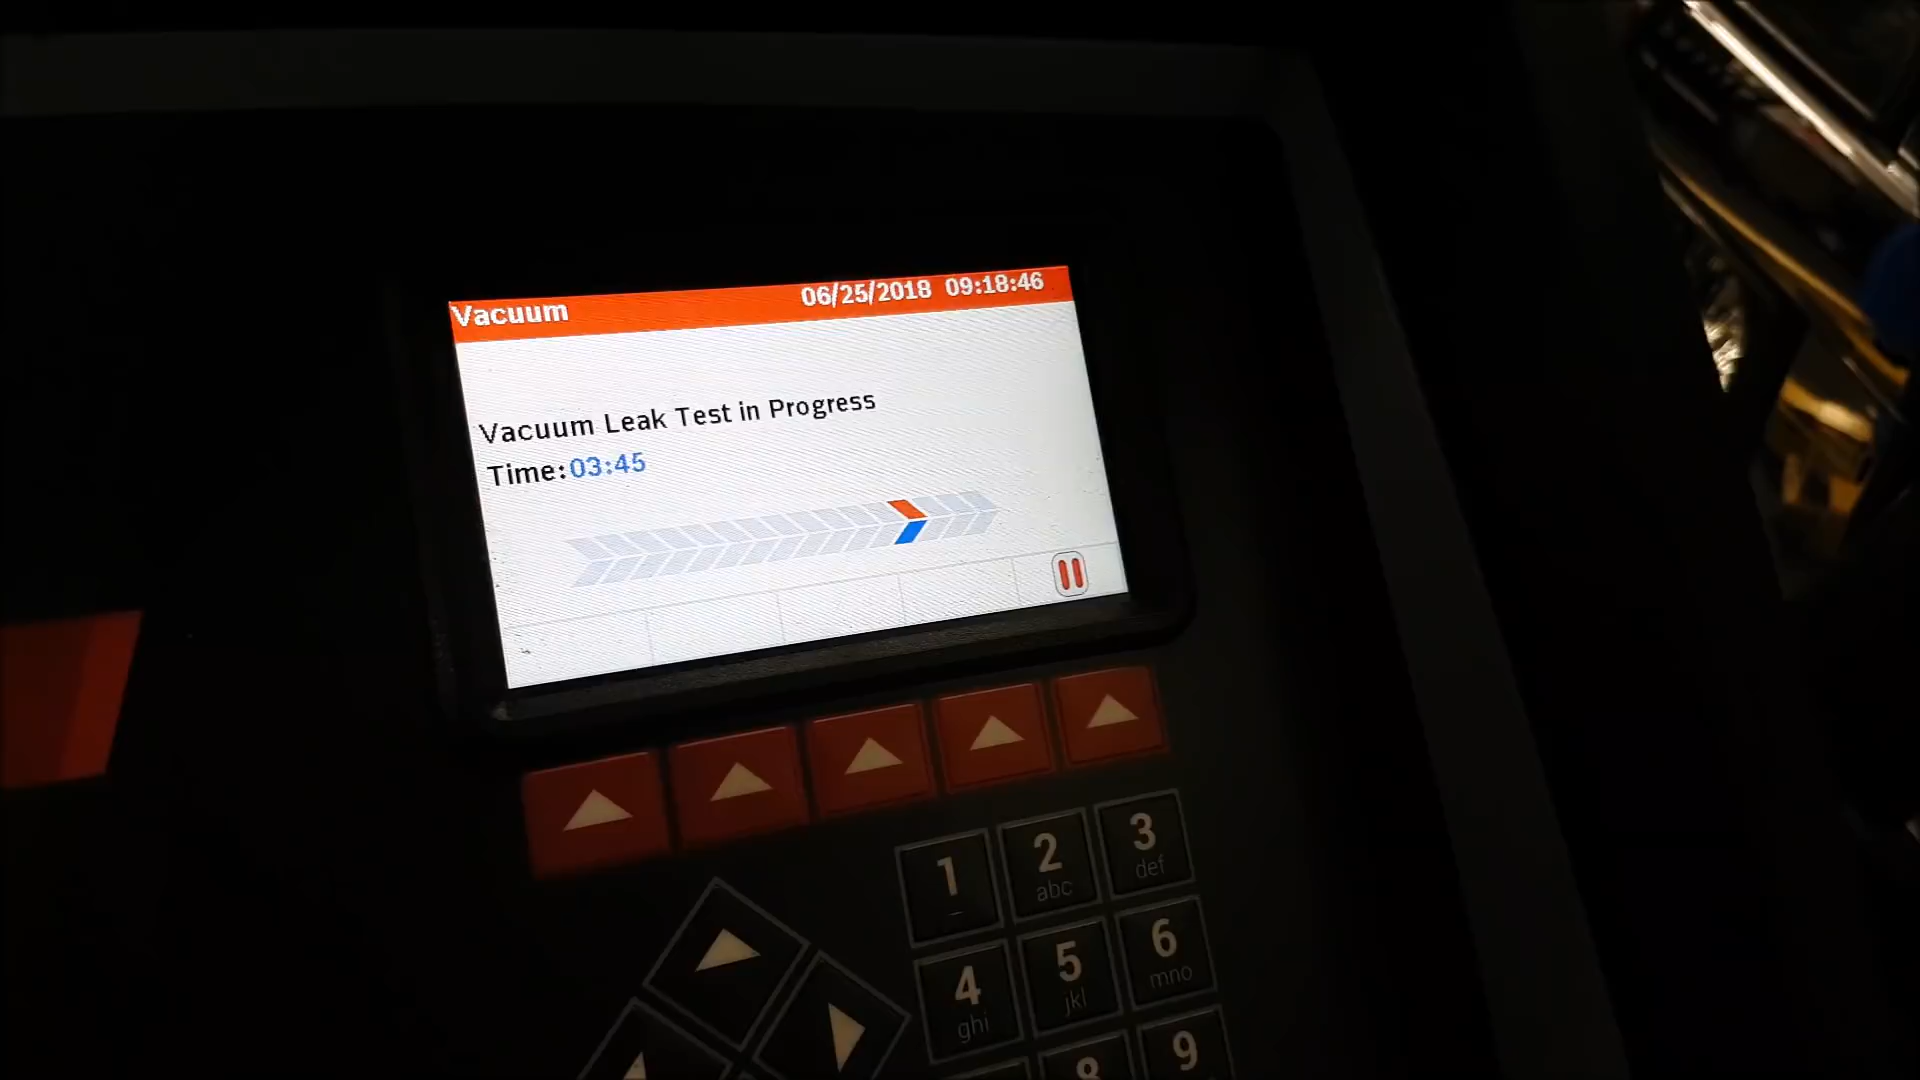 Vacuum 06/25/2018 09:18:46
Vacuum Leak Test in Progress
Time: 03:45
1 2 3
_ abc def
4 5 6
ghi jkl mno
8 9